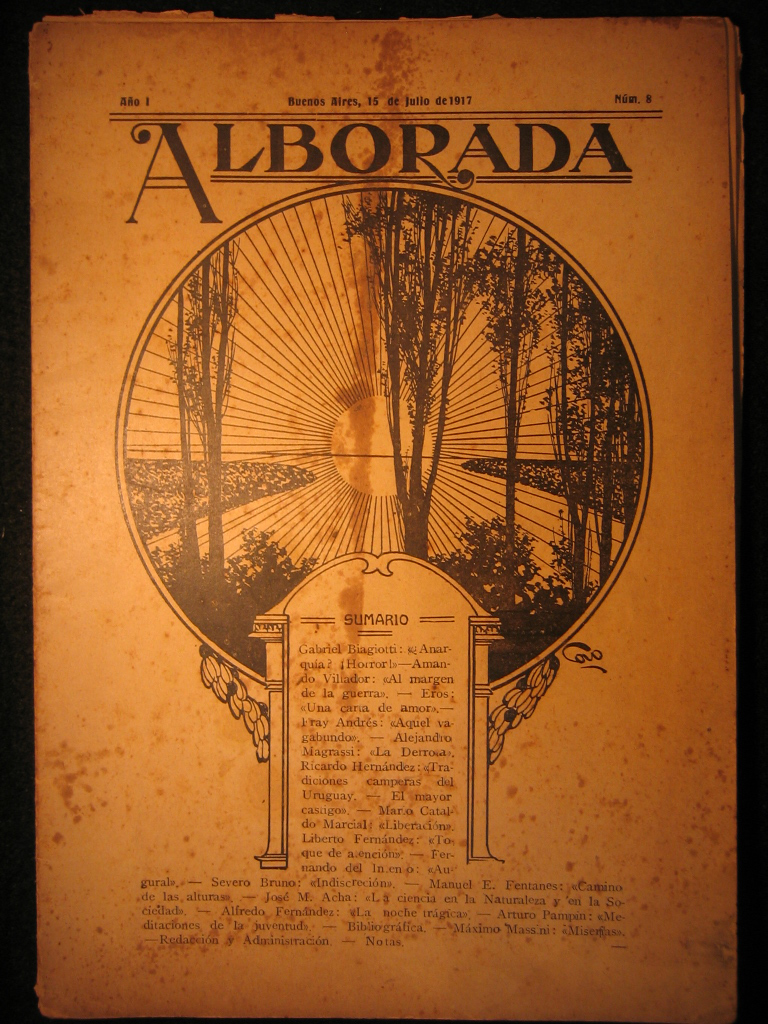 Año I Buenos Aires, 15 de Julio de 1917 Núm. 8
ALBORADA
SUMARIO
Gabriel Biagiotti: «¿Anar-
quía? ¡Horror!»—Aman-
do Villador: «Al margen
de la guerra». — Eros:
«Una carta de amor».—
Fray Andrés: «Aquel va-
gabundo». — Alejandro
Magrassi: «La Derrota».
Ricardo Hernández: «Tra-
diciones camperas del
Uruguay. — El mayor
castigo». — Mario Catal-
do Marcial: «Liberación».
Liberto Fernández: «To-
que de atención». — Fer-
nando del Intento: «Au-
gural». — Severo Bruno: «Indiscreción». — Manuel E. Fentanes: «Camino
de las alturas». — José M. Acha: «La ciencia en la Naturaleza y en la So-
ciedad». — Alfredo Fernández: «La noche trágica». — Arturo Pampín: «Me-
ditaciones de la juventud». — Bibliográfica. — Máximo Massini: «Miserias».
—Redacción y Administración. — Notas.